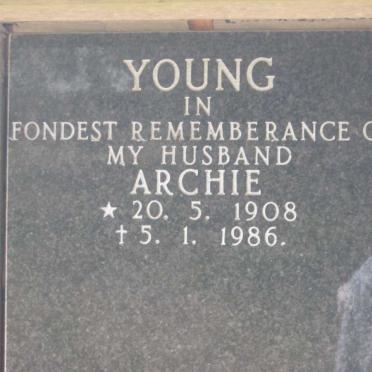 YOUNG
IN
FONDEST REMEMBERANCE O
MY HUSBAND
ARCHIE
★ 20. 5. 1908
† 5. 1. 1986.